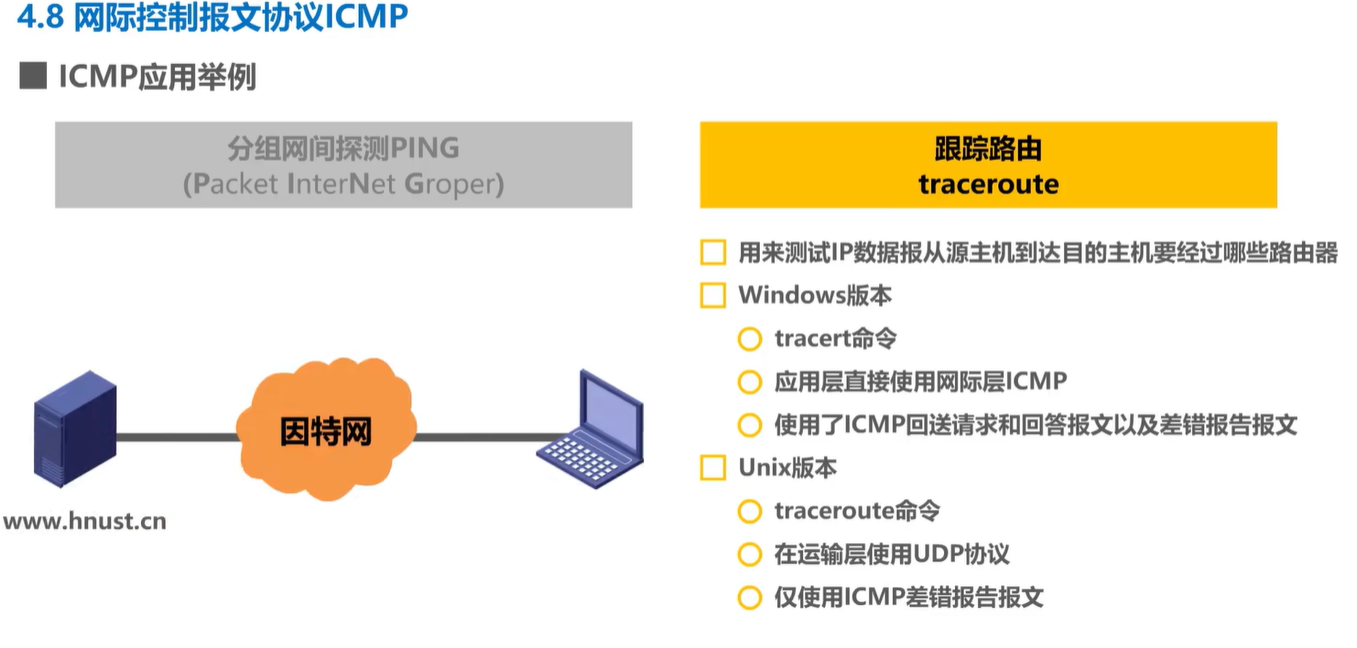 4.8 网际控制报文协议ICMP
ICMP应用举例
分组网间探测PING
(Packet InterNet Groper)
跟踪路由
traceroute
因特网
www.hnust.cn
用来测试IP数据报从源主机到达目的主机要经过哪些路由器
Windows版本
tracert命令
应用层直接使用网际层ICMP
使用了ICMP回送请求和回答报文以及差错报告报文
Unix版本
traceroute命令
在运输层使用UDP协议
仅使用ICMP差错报告报文